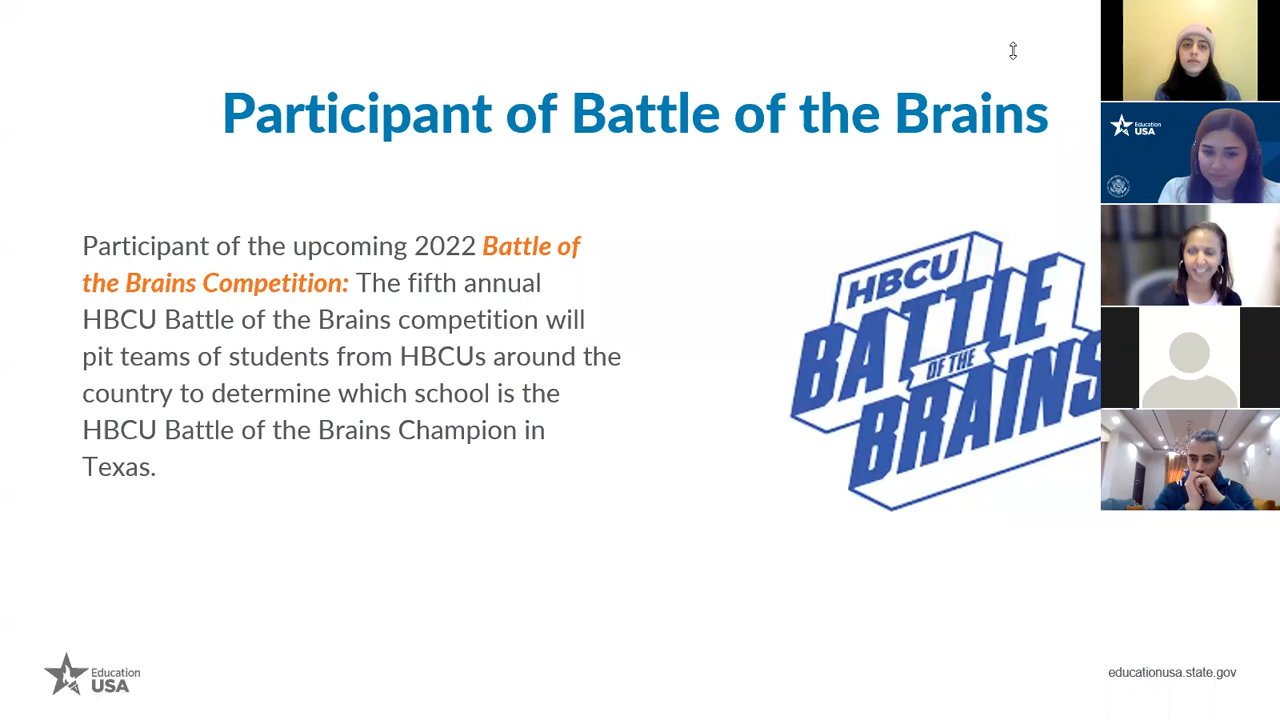 Participant of Battle of the Brains
Participant of the upcoming 2022 Battle of
the Brains Competition: The fifth annual
HBCU Battle of the Brains competition will
pit teams of students from HBCUs around the
country to determine which school is the
HBCU Battle of the Brains Champion in
Texas.
HBCU
BATTLE
OF THE
BRAINS
Education
USA
Education
USA
educationusa.state.gov